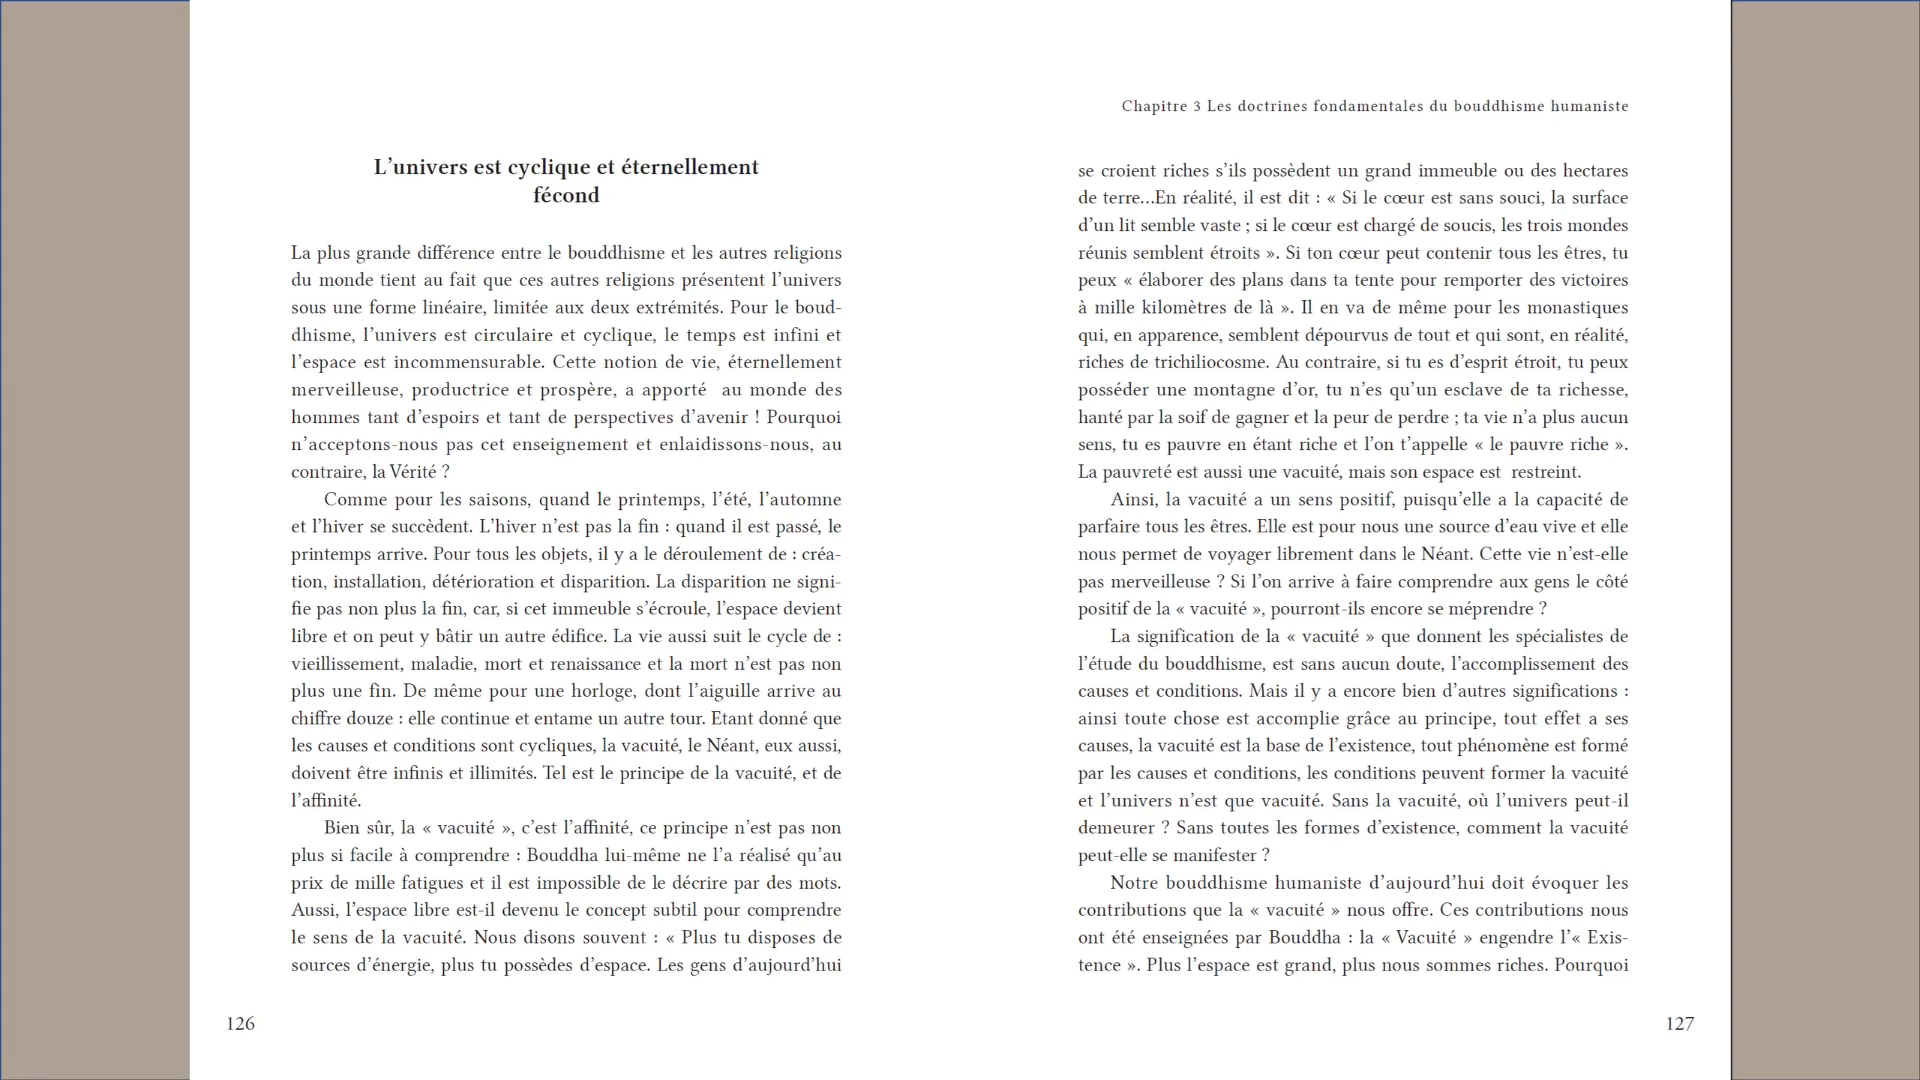 L’univers est cyclique et éternellement
fécond
La plus grande différence entre le bouddhisme et les autres religions
du monde tient au fait que ces autres religions présentent l’univers
sous une forme linéaire, limitée aux deux extrémités. Pour le boud-
dhisme, l’univers est circulaire et cyclique, le temps est infini et
l’espace est incommensurable. Cette notion de vie, éternellement
merveilleuse, productrice et prospère, a apporté  au monde des
hommes tant d’espoirs et tant de perspectives d’avenir ! Pourquoi
n’acceptons-nous pas cet enseignement et enlaidissons-nous, au
contraire, la Vérité ?
Comme pour les saisons, quand le printemps, l’été, l’automne
et l’hiver se succèdent. L’hiver n’est pas la fin : quand il est passé, le
printemps arrive. Pour tous les objets, il y a le déroulement de : créa-
tion, installation, détérioration et disparition. La disparition ne signi-
fie pas non plus la fin, car, si cet immeuble s’écroule, l’espace devient
libre et on peut y bâtir un autre édifice. La vie aussi suit le cycle de :
vieillissement, maladie, mort et renaissance et la mort n’est pas non
plus une fin. De même pour une horloge, dont l’aiguille arrive au
chiffre douze : elle continue et entame un autre tour. Etant donné que
les causes et conditions sont cycliques, la vacuité, le Néant, eux aussi,
doivent être infinis et illimités. Tel est le principe de la vacuité, et de
l’affinité.
Bien sûr, la « vacuité », c’est l’affinité, ce principe n’est pas non
plus si facile à comprendre : Bouddha lui-même ne l’a réalisé qu’au
prix de mille fatigues et il est impossible de le décrire par des mots.
Aussi, l’espace libre est-il devenu le concept subtil pour comprendre
le sens de la vacuité. Nous disons souvent : « Plus tu disposes de
sources d’énergie, plus tu possèdes d’espace. Les gens d’aujourd’hui
126
Chapitre 3 Les doctrines fondamentales du bouddhisme humaniste
se croient riches s’ils possèdent un grand immeuble ou des hectares
de terre…En réalité, il est dit : « Si le cœur est sans souci, la surface
d’un lit semble vaste ; si le cœur est chargé de soucis, les trois mondes
réunis semblent étroits ». Si ton cœur peut contenir tous les êtres, tu
peux « élaborer des plans dans ta tente pour remporter des victoires
à mille kilomètres de là ». Il en va de même pour les monastiques
qui, en apparence, semblent dépourvus de tout et qui sont, en réalité,
riches de trichiliocosme. Au contraire, si tu es d’esprit étroit, tu peux
posséder une montagne d’or, tu n’es qu’un esclave de ta richesse,
hanté par la soif de gagner et la peur de perdre ; ta vie n’a plus aucun
sens, tu es pauvre en étant riche et l’on t’appelle « le pauvre riche ».
La pauvreté est aussi une vacuité, mais son espace est  restreint.
Ainsi, la vacuité a un sens positif, puisqu’elle a la capacité de
parfaire tous les êtres. Elle est pour nous une source d’eau vive et elle
nous permet de voyager librement dans le Néant. Cette vie n’est-elle
pas merveilleuse ? Si l’on arrive à faire comprendre aux gens le côté
positif de la « vacuité », pourront-ils encore se méprendre ?
La signification de la « vacuité » que donnent les spécialistes de
l’étude du bouddhisme, est sans aucun doute, l’accomplissement des
causes et conditions. Mais il y a encore bien d’autres significations :
ainsi toute chose est accomplie grâce au principe, tout effet a ses
causes, la vacuité est la base de l’existence, tout phénomène est formé
par les causes et conditions, les conditions peuvent former la vacuité
et l’univers n’est que vacuité. Sans la vacuité, où l’univers peut-il
demeurer ? Sans toutes les formes d’existence, comment la vacuité
peut-elle se manifester ?
Notre bouddhisme humaniste d’aujourd’hui doit évoquer les
contributions que la « vacuité » nous offre. Ces contributions nous
ont été enseignées par Bouddha : la « Vacuité » engendre l’« Exis-
tence ». Plus l’espace est grand, plus nous sommes riches. Pourquoi
127